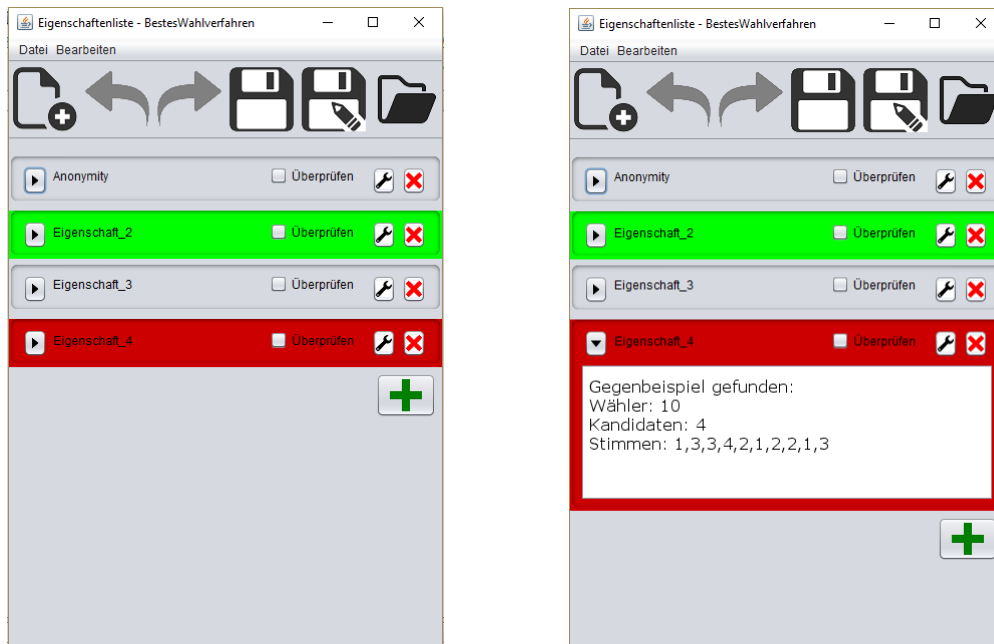 Eigenschaftenliste - BestesWahlverfahren
Datei Bearbeiten
Anonymity Überprüfen
Eigenschaft_2 Überprüfen
Eigenschaft_3 Überprüfen
Eigenschaft_4 Überprüfen
Eigenschaftenliste - BestesWahlverfahren
Datei Bearbeiten
Anonymity Überprüfen
Eigenschaft_2 Überprüfen
Eigenschaft_3 Überprüfen
Eigenschaft_4 Überprüfen
Gegenbeispiel gefunden:
Wähler: 10
Kandidaten: 4
Stimmen: 1,3,3,4,2,1,2,2,1,3